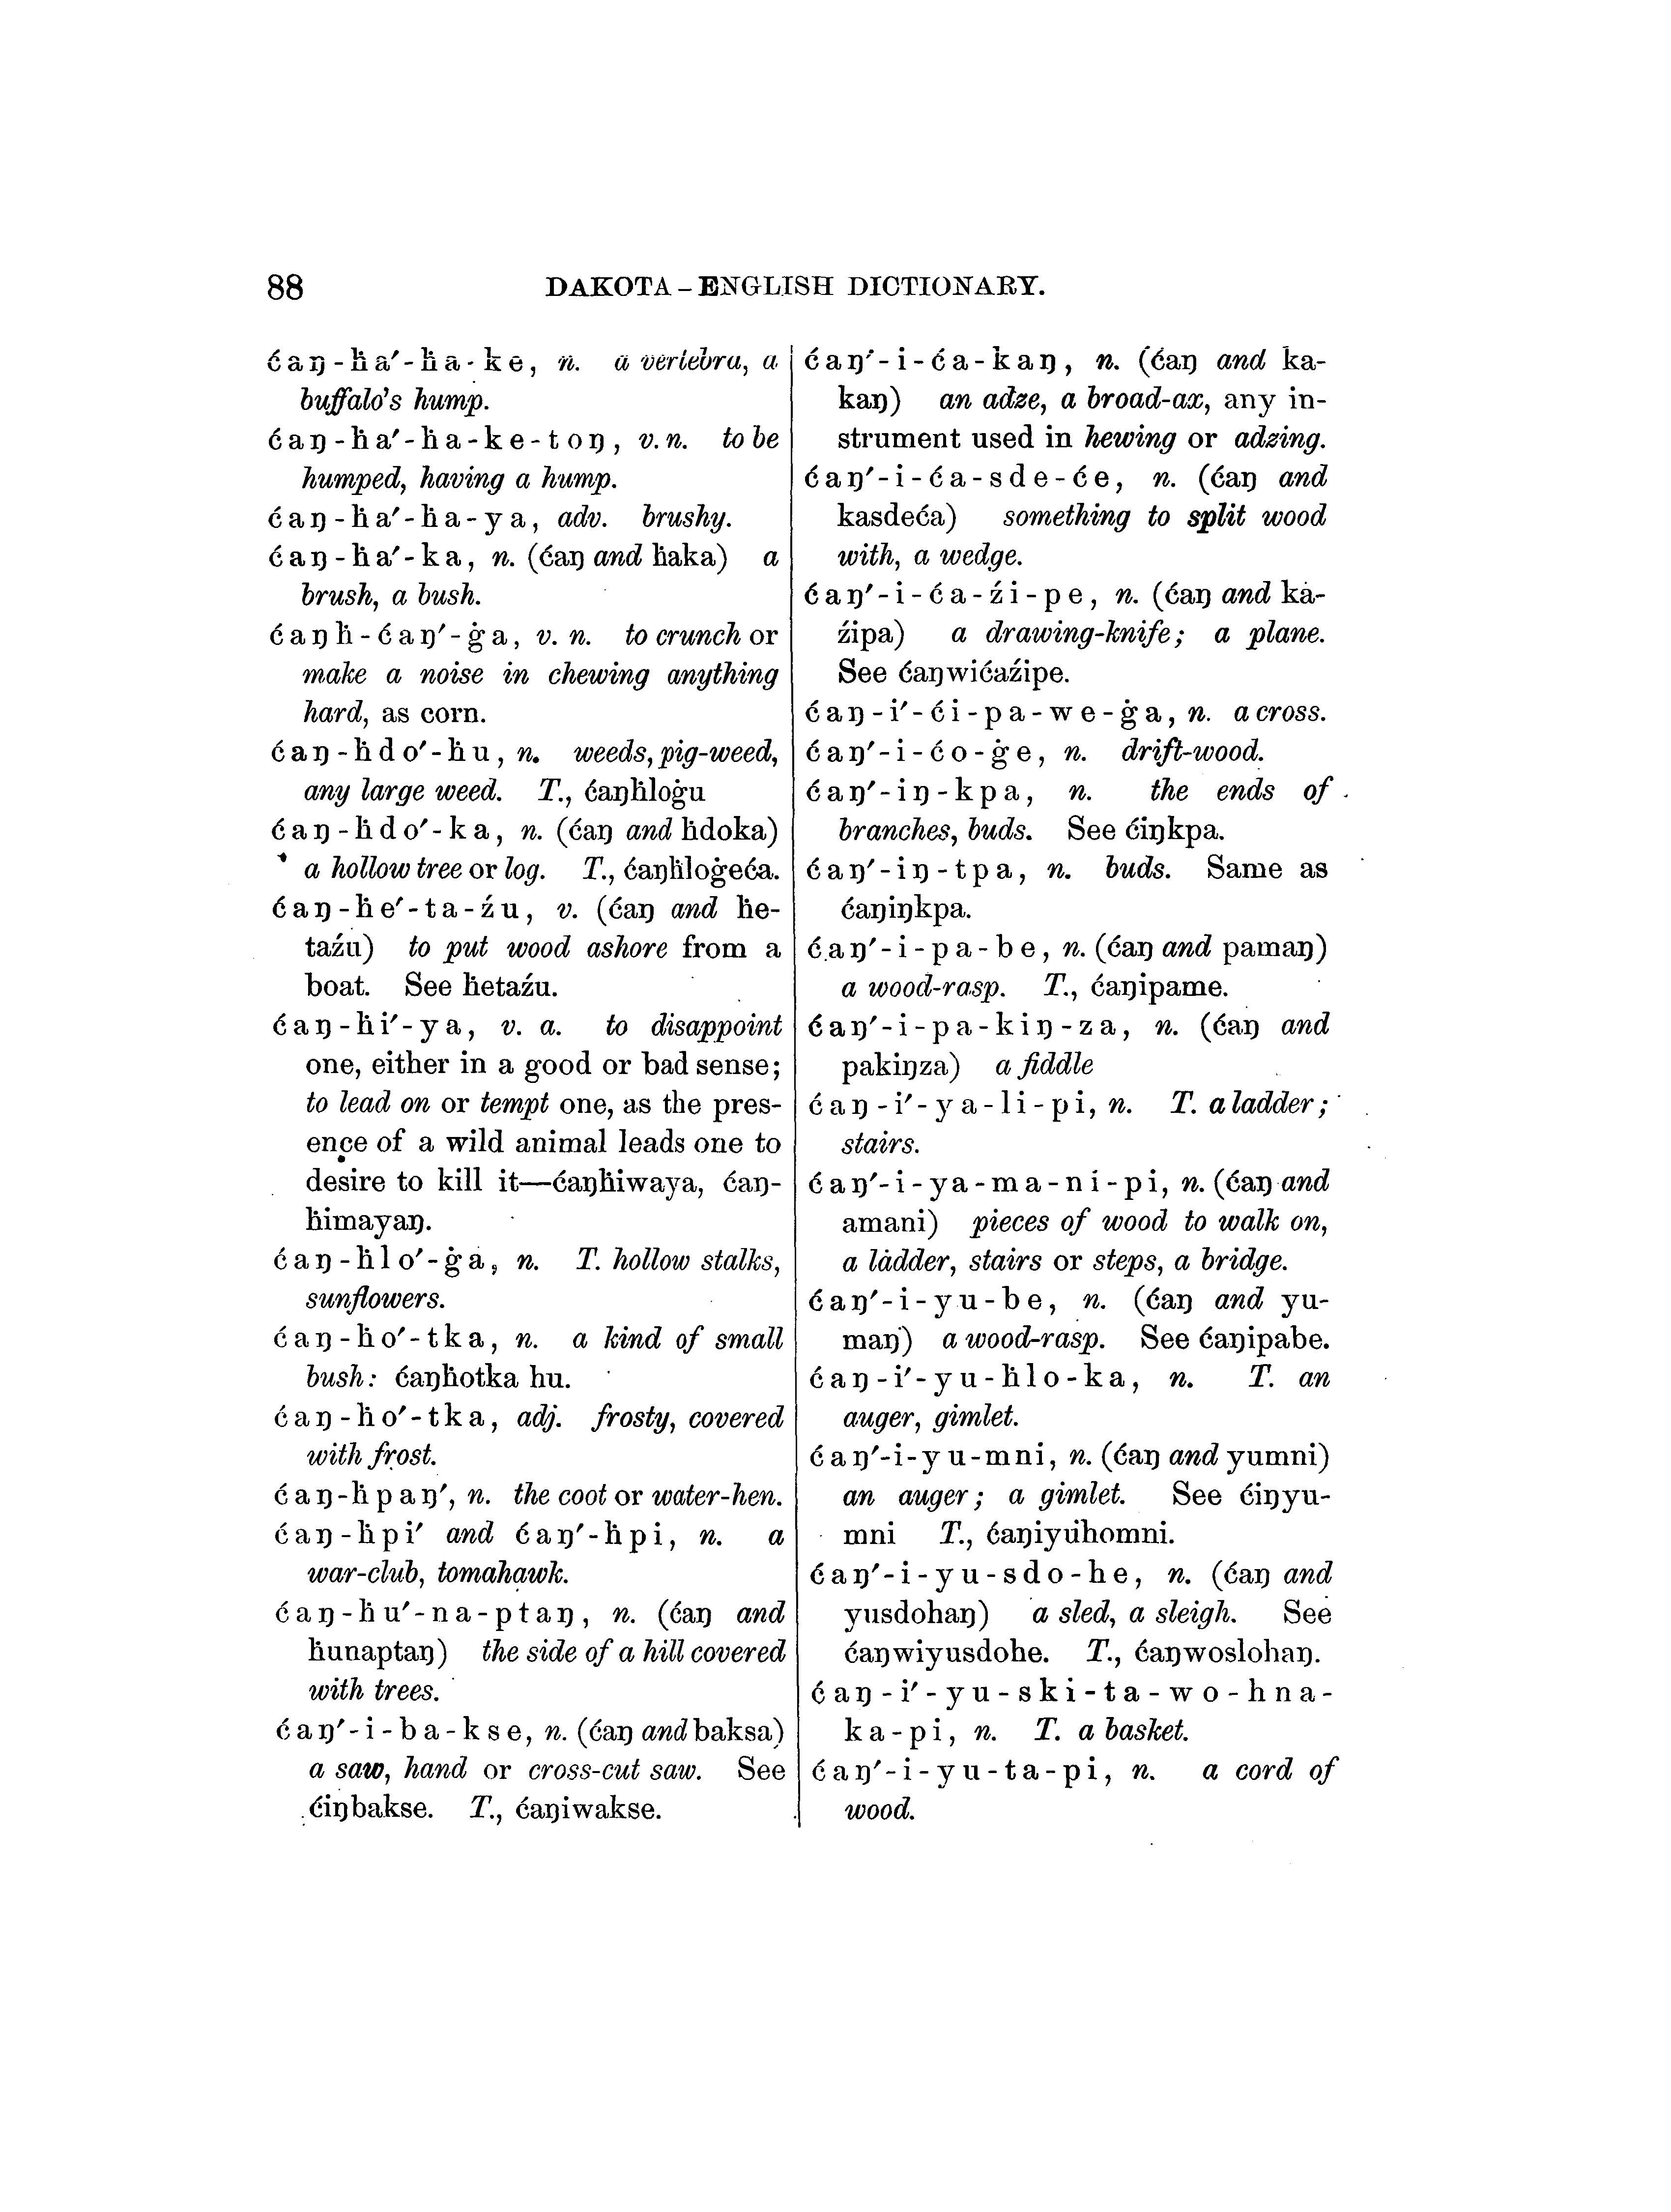 88 DAKOTA-ENGLISH DICTIONARY.
ćaŋ-ḣa′-ḣa-ke, n. a vertebra, a
buffalo's hump.
ćaŋ-ḣa′-ḣa-ke-toŋ, v. n. to be
humped, having a hump.
ćaŋ-ḣa′-ḣa-ya, adv. brushy.
ćaŋ-ḣa′-ka, n. (ćaŋ and ḣaka) a
brush, a bush.
ćaŋḣ-ćaŋ′-ġa, v. n. to crunch or
make a noise in chewing anything
hard, as corn.
ćaŋ-ḣdo′-ḣu, n. weeds, pig-weed,
any large weed. T., ćaŋḣloġu
ćaŋ-ḣdo′-ka, n. (ćaŋ and ḣdoka)
a hollow tree or log. T., ćaŋḣloġeća.
ćaŋ-ḣe′-ta-źu, v. (ćaŋ and ḣe-
taźu) to put wood ashore from a
boat. See ḣetaźu.
ćaŋ-ḣi′-ya, v. a. to disappoint
one, either in a good or bad sense;
to lead on or tempt one, as the pres-
ence of a wild animal leads one to
desire to kill it—ćaŋḣiwaya, ćaŋ-
ḣimayaŋ.
ćaŋ-ḣlo′-ġa, n. T. hollow stalks,
sunflowers.
ćaŋ-ḣo′-tka, n. a kind of small
bush: ćaŋḣotka hu.
ćaŋ-ḣo′-tka, adj. frosty, covered
with frost.
ćaŋ-ḣpaŋ′, n. the coot or water-hen.
ćaŋ-ḣpi′ and ćaŋ′-ḣpi, n. a
war-club, tomahawk.
ćaŋ-ḣu′-na-ptaŋ, n. (ćaŋ and
ḣunaptaŋ) the side of a hill covered
with trees.
ćaŋ′-i-ba-kse, n. (ćaŋ and baksa)
a saw, hand or cross-cut saw. See
ćiŋbakse. T., ćaŋiwakse.
ćaŋ′-i-ća-kaŋ, n. (ćaŋ and ka-
kaŋ) an adze, a broad-ax, any in-
strument used in hewing or adzing.
ćaŋ′-i-ća-sde-će, n. (ćaŋ and
kasdeća) something to split wood
with, a wedge.
ćaŋ′-i-ća-źi-pe, n. (ćaŋ and ka-
źipa) a drawing-knife; a plane.
See ćaŋwićaźipe.
ćaŋ-i′-ći-pa-we-ġa, n. a cross.
ćaŋ′-i-ćo-ġe, n. drift-wood.
ćaŋ′-iŋ-kpa, n. the ends of
branches, buds. See ćiŋkpa.
ćaŋ′-iŋ-tpa, n. buds. Same as
ćaŋiŋkpa.
ćaŋ′-i-pa-be, n. (ćaŋ and pamaŋ)
a wood-rasp. T., ćaŋipame.
ćaŋ′-i-pa-kiŋ-za, n. (ćaŋ and
pakiŋza) a fiddle
ćaŋ-i′-ya-li-pi, n. T. a ladder;
stairs.
ćaŋ′-i-ya-ma-ni-pi, n. (ćaŋ and
amani) pieces of wood to walk on,
a ladder, stairs or steps, a bridge.
ćaŋ′-i-yu-be, n. (ćaŋ and yu-
maŋ) a wood-rasp. See ćaŋipabe.
ćaŋ-i′-yu-ḣlo-ka, n. T. an
auger, gimlet.
ćaŋ′-i-yu-mni, n. (ćaŋ and yumni)
an auger; a gimlet. See ćiŋyu-
mni T., ćaŋiyuhomni.
ćaŋ′-i-yu-sdo-he, n. (ćaŋ and
yusdohaŋ) a sled, a sleigh. See
ćaŋwiyusdohe. T., ćaŋwoslohaŋ.
ćaŋ-i′-yu-ski-ta-wo-hna-
ka-pi, n. T. a basket.
ćaŋ′-i-yu-ta-pi, n. a cord of
wood.